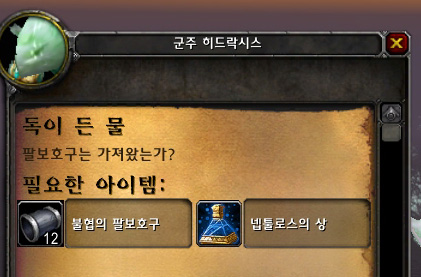 군주 히드락시스
독이 든 물
팔보호구는 가져왔는가?
필요한 아이템:
12
불협의 팔보호구
넵튤로스의 상